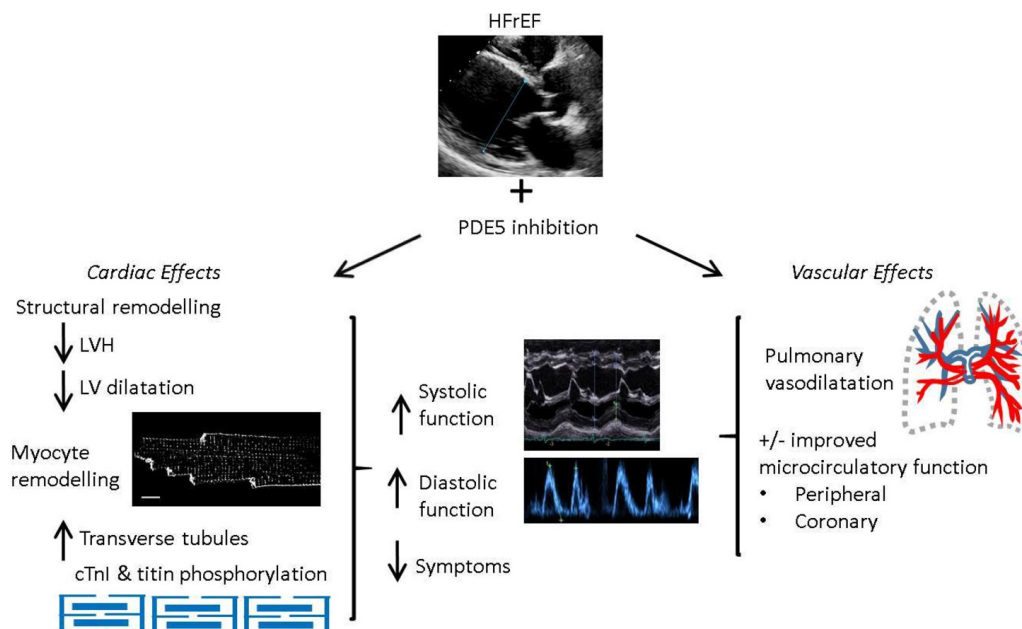 HFrEF
+
PDE5 inhibition
Cardiac Effects
Structural remodelling
LVH
LV dilatation
Myocyte
remodelling
Transverse tubules
cTnI & titin phosphorylation
Systolic
function
Diastolic
function
Symptoms
Vascular Effects
Pulmonary
vasodilatation
+/- improved
microcirculatory function
• Peripheral
• Coronary